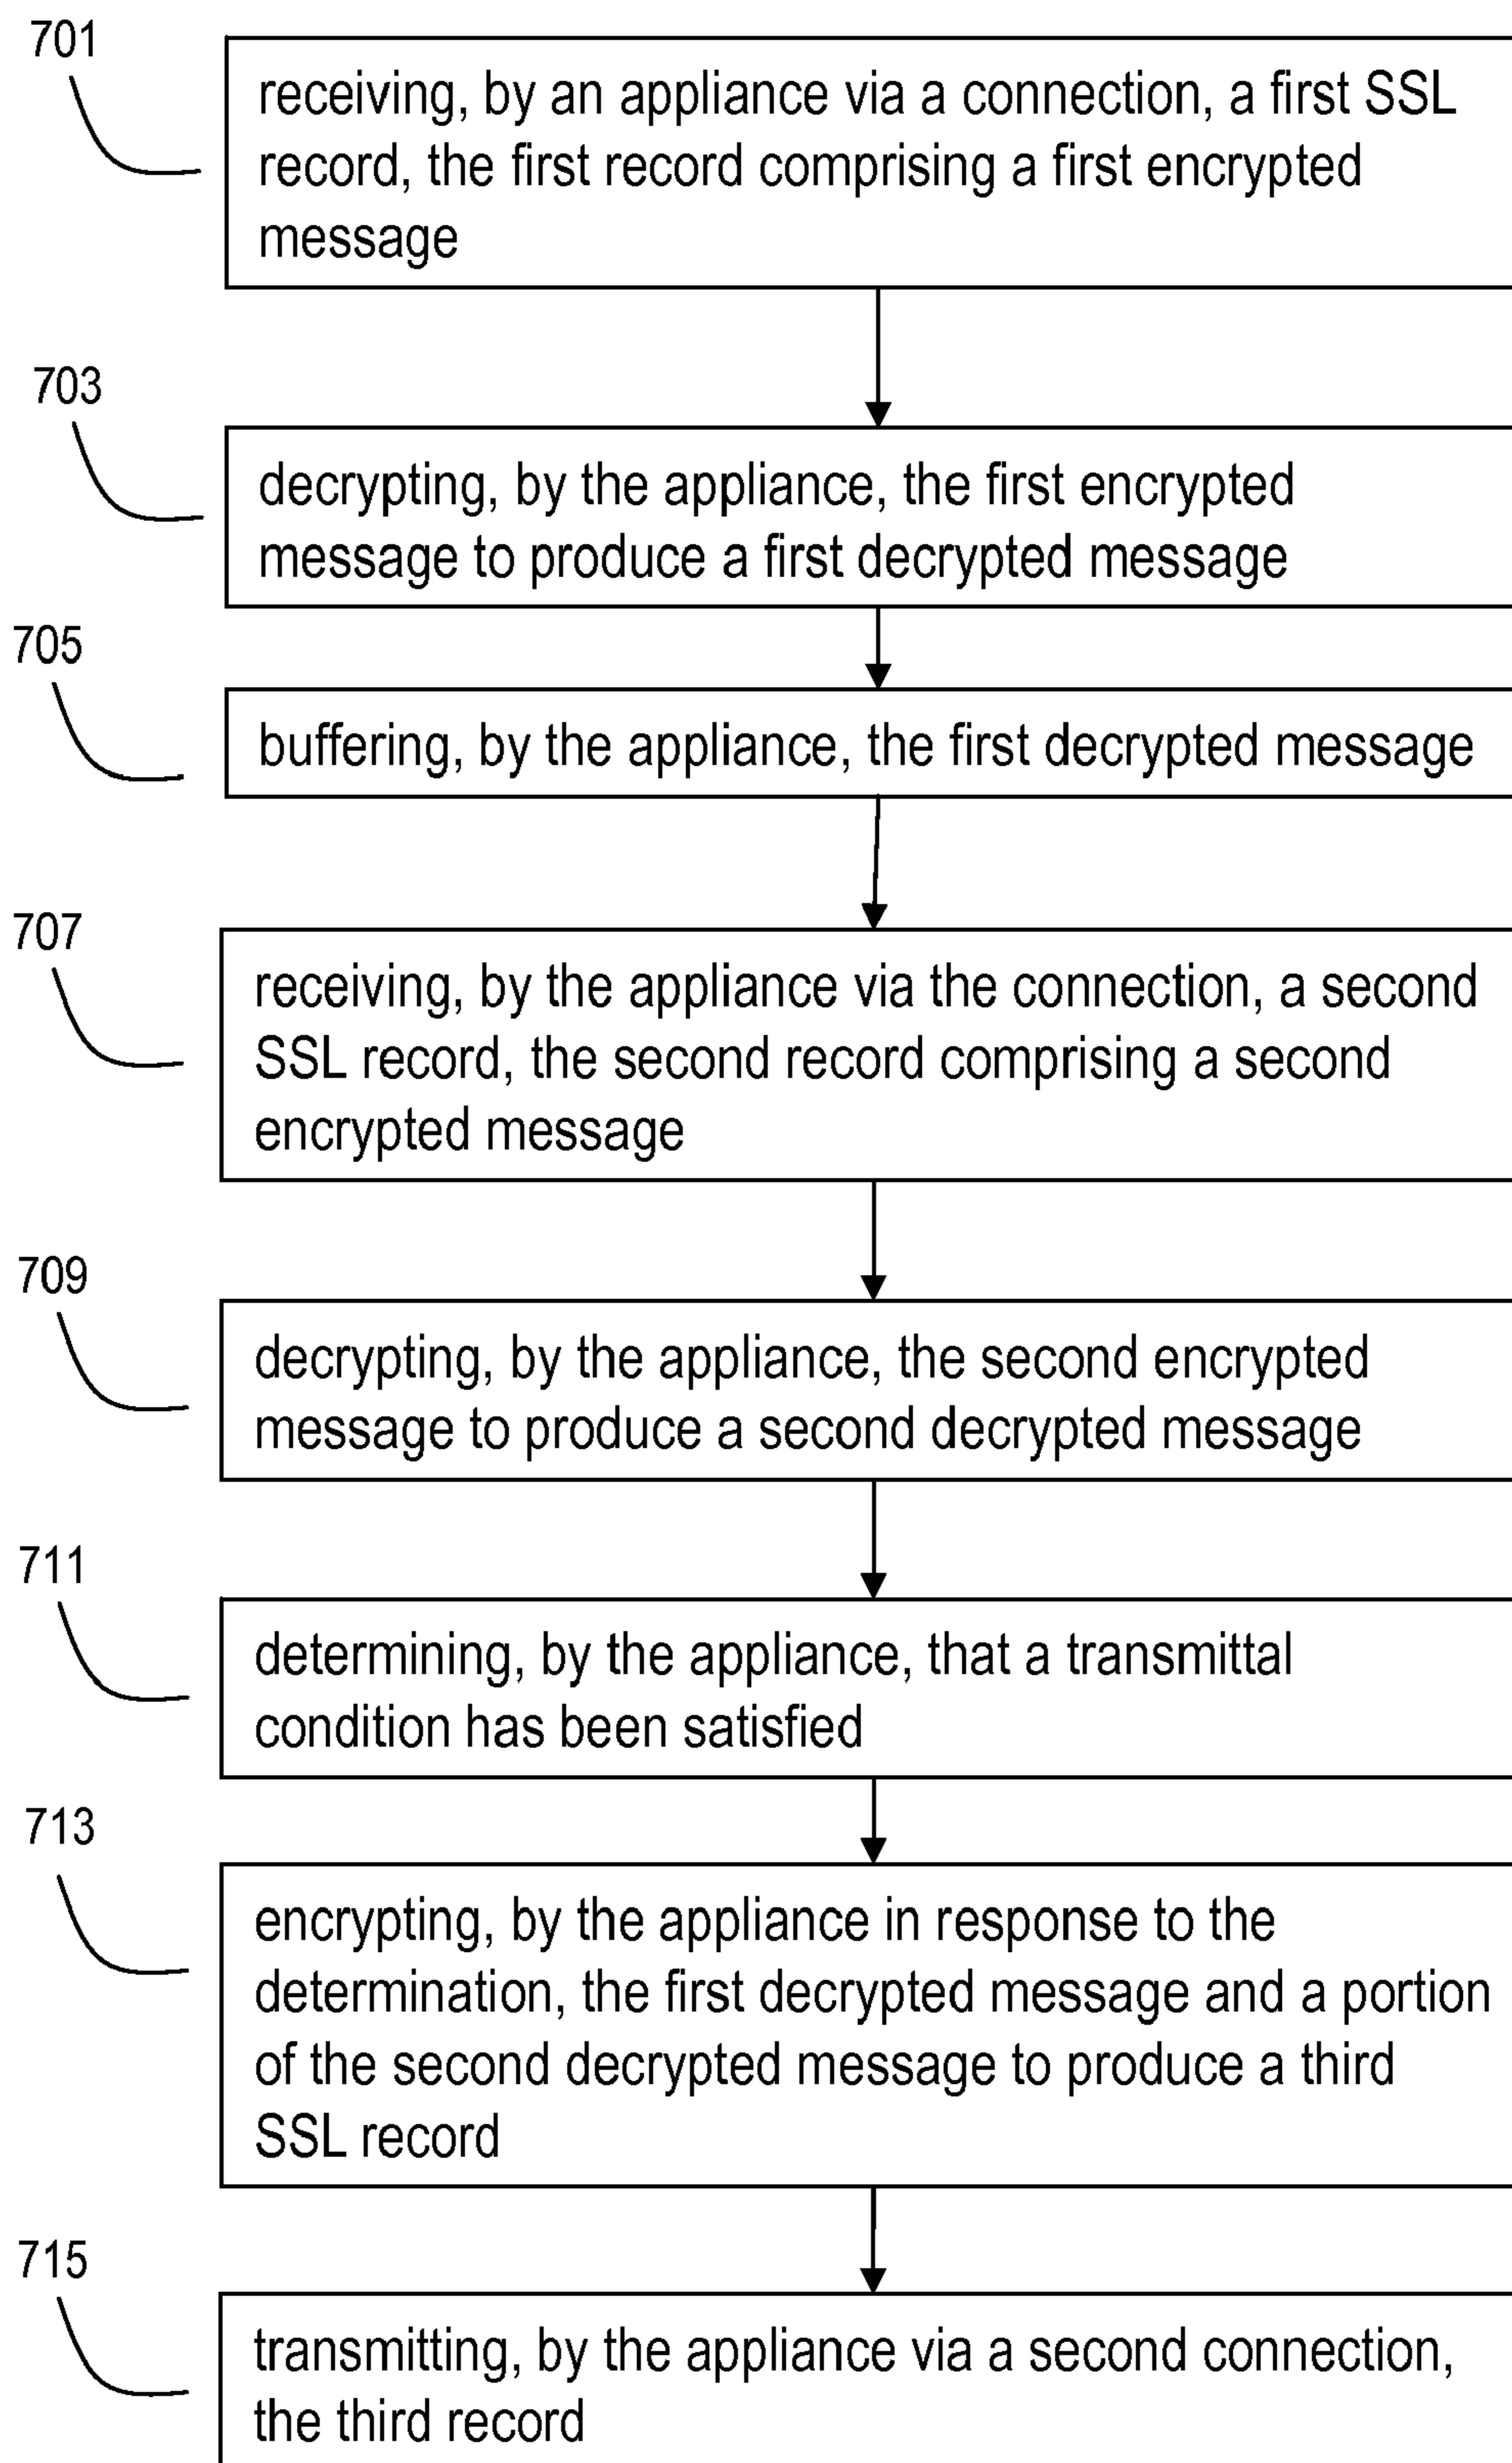 701
receiving, by an appliance via a connection, a first SSL
record, the first record comprising a first encrypted
message
703
decrypting, by the appliance, the first encrypted
message to produce a first decrypted message
705
buffering, by the appliance, the first decrypted message
707
receiving, by the appliance via the connection, a second
SSL record, the second record comprising a second
encrypted message
709
decrypting, by the appliance, the second encrypted
message to produce a second decrypted message
711
determining, by the appliance, that a transmittal
condition has been satisfied
713
encrypting, by the appliance in response to the
determination, the first decrypted message and a portion
of the second decrypted message to produce a third
SSL record
715
transmitting, by the appliance via a second connection,
the third record